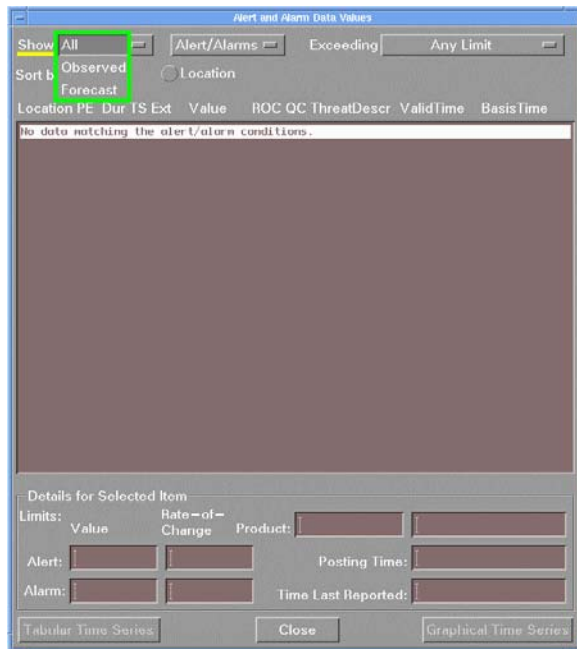 Alert and Alarm Data Values
Show All Alert/Alarms Exceeding Any Limit
Observed
Sort b Location
Forecast
Location PE Dur TS Ext Value ROC QC ThreatDescr ValidTime BasisTime
No data matching the alert/alarm conditions.
Details for Selected Item
Limits: Value Rate-of-Change Product:
Alert: Posting Time:
Alarm: Time Last Reported:
Tabular Time Series Close Graphical Time Series